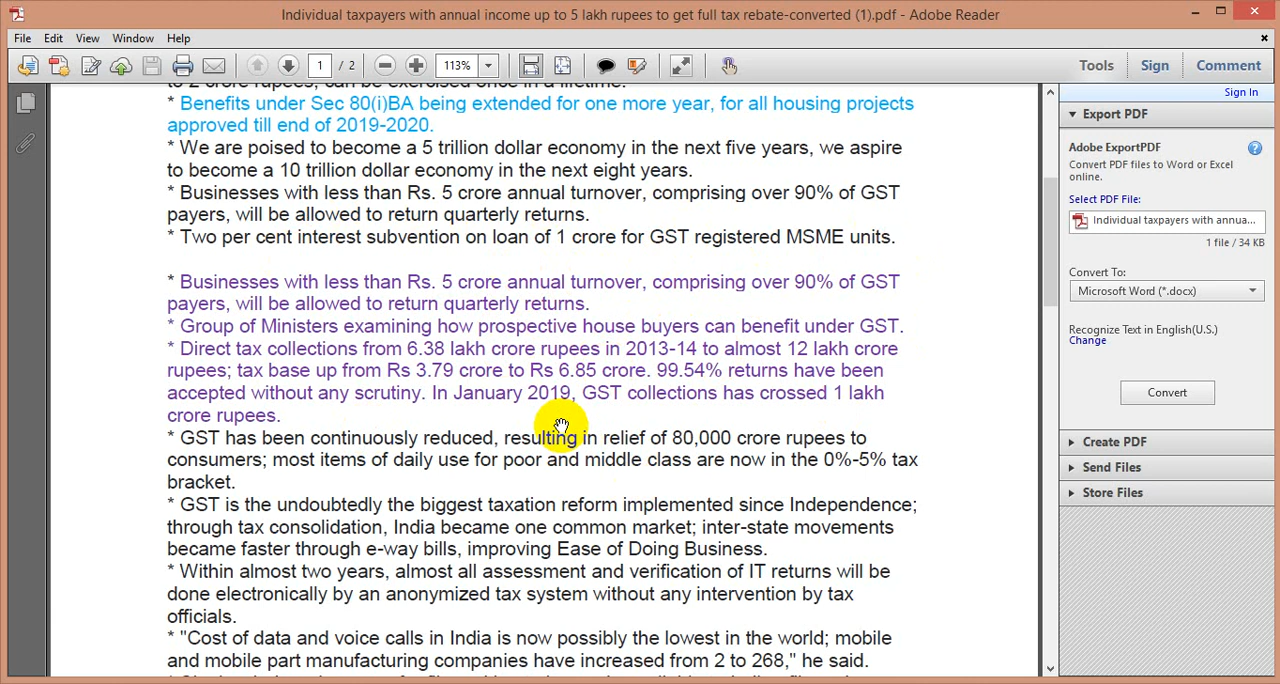 Individual taxpayers with annual income up to 5 lakh rupees to get full tax rebate-converted (1).pdf - Adobe Reader
File Edit View Window Help
1 / 2 113% Tools Sign Comment
Sign In
to 2 crore rupees, can be exercised once in a lifetime.
* Benefits under Sec 80(i)BA being extended for one more year, for all housing projects
approved till end of 2019-2020.
* We are poised to become a 5 trillion dollar economy in the next five years, we aspire
to become a 10 trillion dollar economy in the next eight years.
* Businesses with less than Rs. 5 crore annual turnover, comprising over 90% of GST
payers, will be allowed to return quarterly returns.
* Two per cent interest subvention on loan of 1 crore for GST registered MSME units.
* Businesses with less than Rs. 5 crore annual turnover, comprising over 90% of GST
payers, will be allowed to return quarterly returns.
* Group of Ministers examining how prospective house buyers can benefit under GST.
* Direct tax collections from 6.38 lakh crore rupees in 2013-14 to almost 12 lakh crore
rupees; tax base up from Rs 3.79 crore to Rs 6.85 crore. 99.54% returns have been
accepted without any scrutiny. In January 2019, GST collections has crossed 1 lakh
crore rupees.
* GST has been continuously reduced, resulting in relief of 80,000 crore rupees to
consumers; most items of daily use for poor and middle class are now in the 0%-5% tax
bracket.
* GST is the undoubtedly the biggest taxation reform implemented since Independence;
through tax consolidation, India became one common market; inter-state movements
became faster through e-way bills, improving Ease of Doing Business.
* Within almost two years, almost all assessment and verification of IT returns will be
done electronically by an anonymized tax system without any intervention by tax
officials.
* "Cost of data and voice calls in India is now possibly the lowest in the world; mobile
and mobile part manufacturing companies have increased from 2 to 268," he said.
Export PDF
Adobe ExportPDF
Convert PDF files to Word or Excel
online.
Select PDF File:
Individual taxpayers with annua...
1 file / 34 KB
Convert To:
Microsoft Word (*.docx)
Recognize Text in English(U.S.)
Change
Convert
Create PDF
Send Files
Store Files